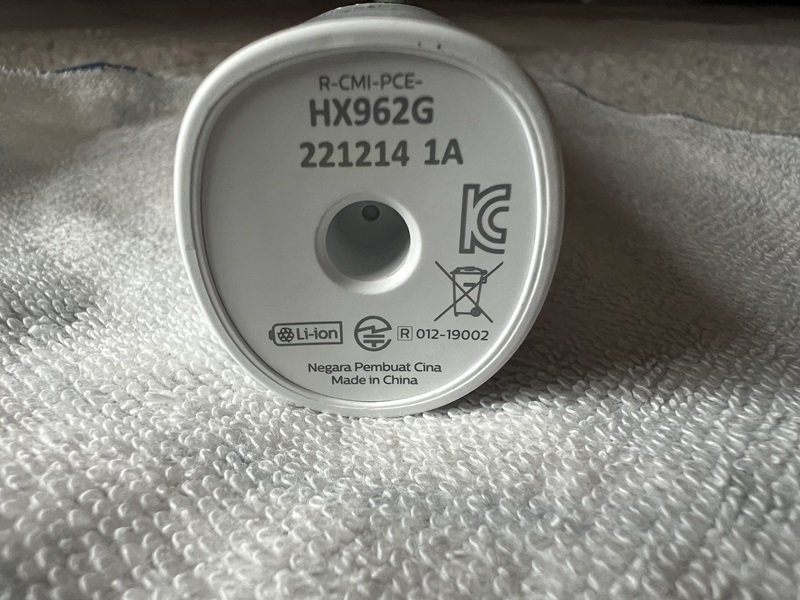 R-CMI-PCE-
HX962G
221214 1A
Li-ion R 012-19002
Negara Pembuat Cina
Made in China